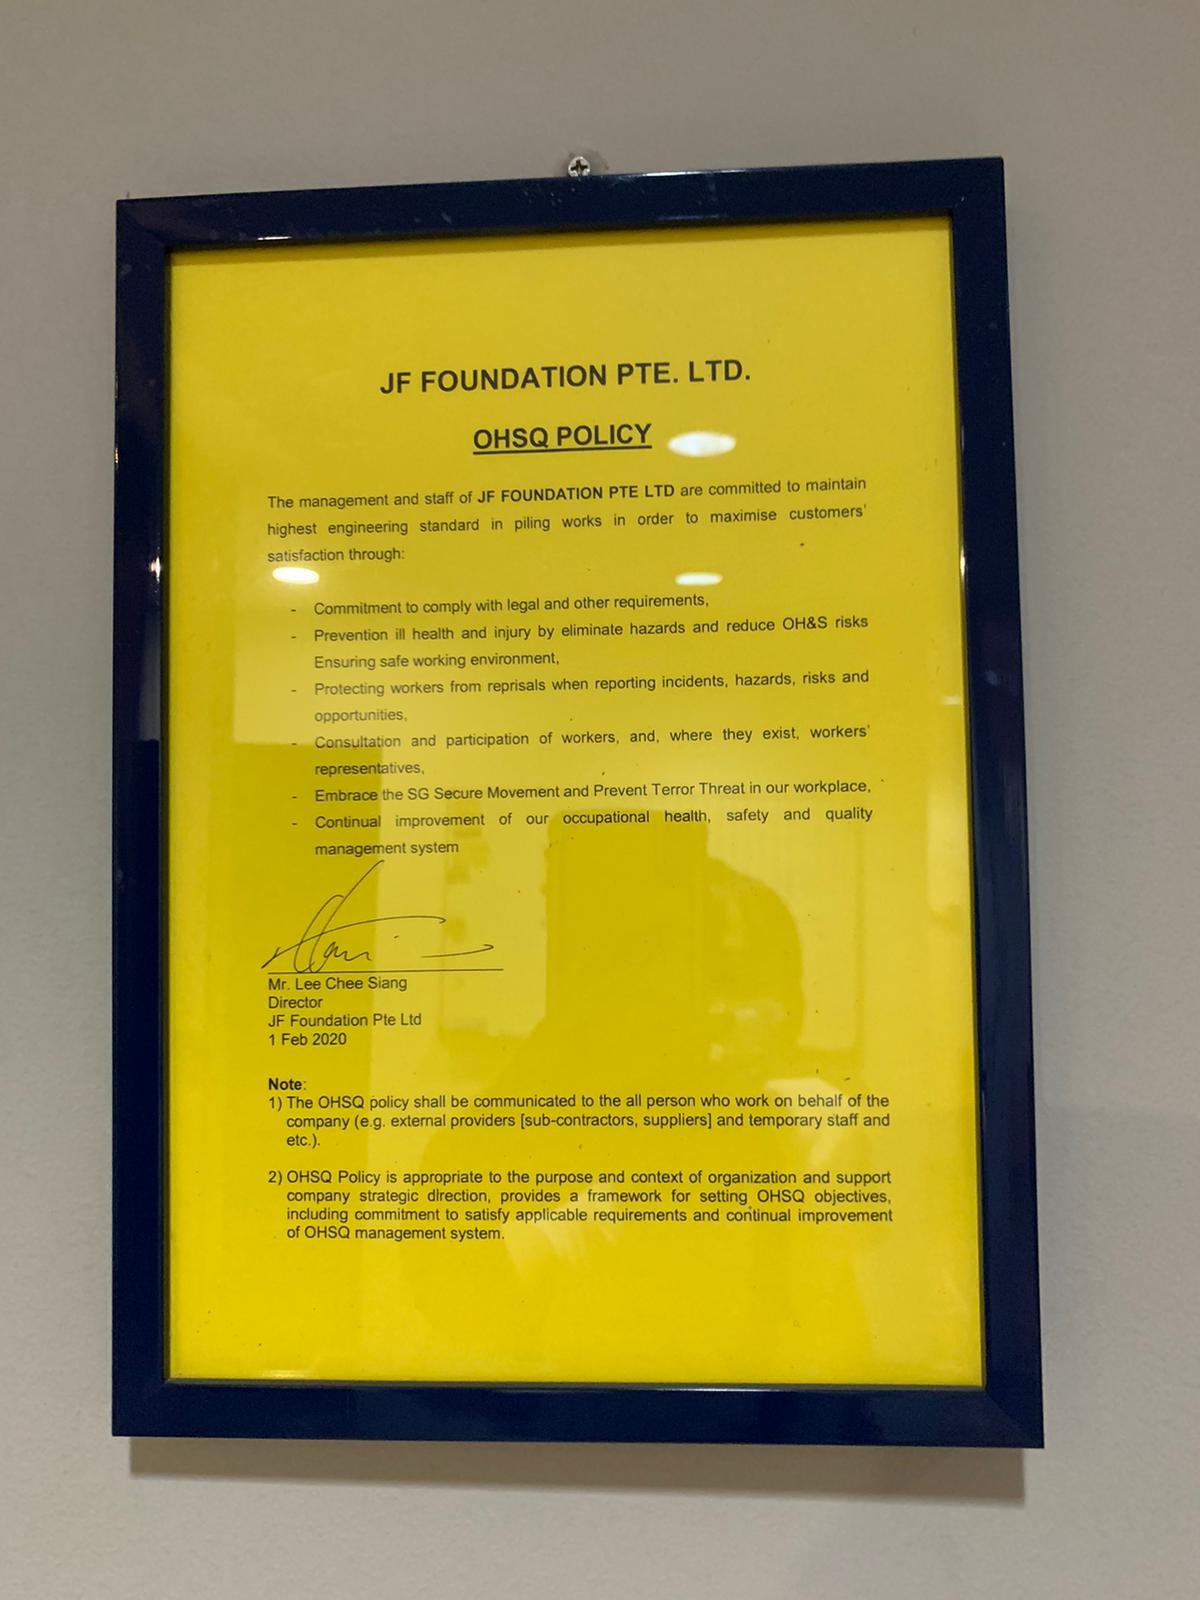 JF FOUNDATION PTE. LTD.
OHSQ POLICY
The management and staff of JF FOUNDATION PTE LTD are committed to maintain
highest engineering standard in piling works in order to maximise customers'
satisfaction through:
- Commitment to comply with legal and other requirements,
- Prevention ill health and injury by eliminate hazards and reduce OH&S risks
Ensuring safe working environment,
- Protecting workers from reprisals when reporting incidents, hazards, risks and
opportunities,
- Consultation and participation of workers, and, where they exist, workers'
representatives,
- Embrace the SG Secure Movement and Prevent Terror Threat in our workplace,
- Continual improvement of our occupational health, safety and quality
management system
Mr. Lee Chee Siang
Director
JF Foundation Pte Ltd
1 Feb 2020
Note:
1) The OHSQ policy shall be communicated to the all person who work on behalf of the
company (e.g. external providers [sub-contractors, suppliers] and temporary staff and
etc.).
2) OHSQ Policy is appropriate to the purpose and context of organization and support
company strategic direction, provides a framework for setting OHSQ objectives,
including commitment to satisfy applicable requirements and continual improvement
of OHSQ management system.